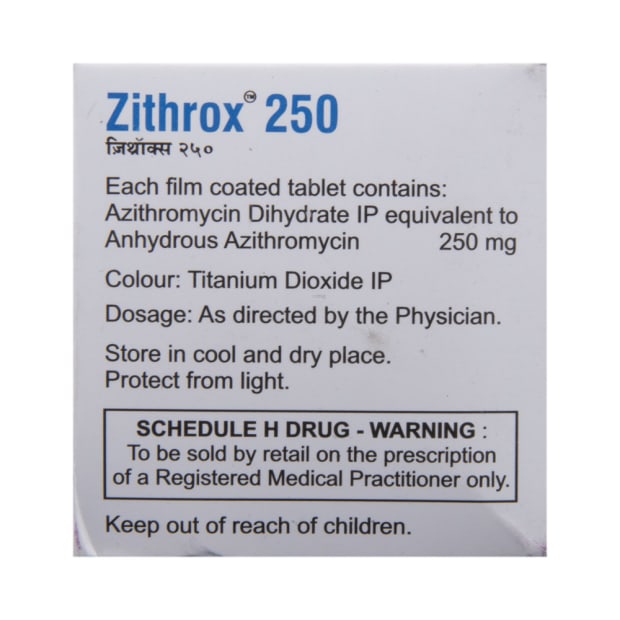 Zithrox™ 250
ज़िथ्रॉक्स २५०
Each film coated tablet contains:
Azithromycin Dihydrate IP equivalent to
Anhydrous Azithromycin 250 mg
Colour: Titanium Dioxide IP
Dosage: As directed by the Physician.
Store in cool and dry place.
Protect from light.
SCHEDULE H DRUG - WARNING :
To be sold by retail on the prescription
of a Registered Medical Practitioner only.
Keep out of reach of children.